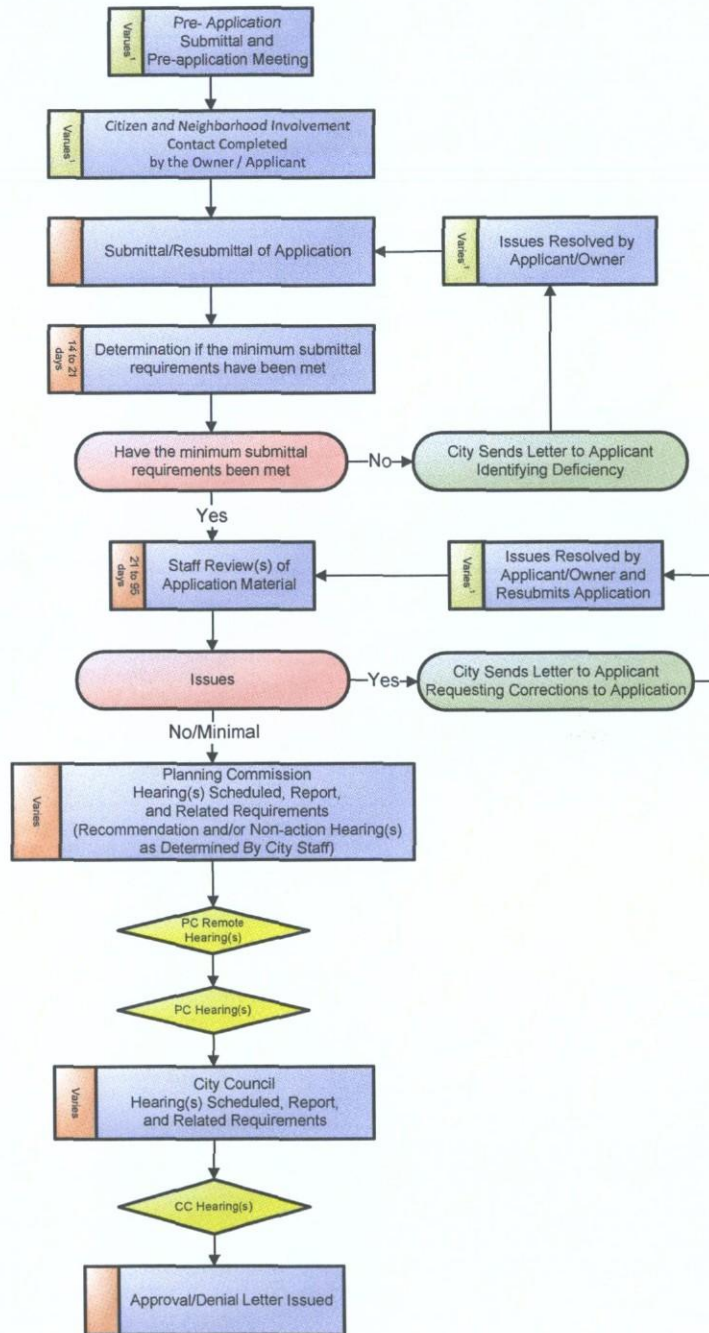 Varues¹
Pre- Application
Submittal and
Pre-application Meeting
Varues¹
Citizen and Neighborhood Involvement
Contact Completed
by the Owner / Applicant
Submittal/Resubmittal of Application
Varies¹
Issues Resolved by
Applicant/Owner
14 to 21
days
Determination if the minimum submittal
requirements have been met
Have the minimum submittal
requirements been met
No
City Sends Letter to Applicant
Identifying Deficiency
Yes
21 to 95
days
Staff Review(s) of
Application Material
Varies¹
Issues Resolved by
Applicant/Owner and
Resubmits Application
Issues
Yes
City Sends Letter to Applicant
Requesting Corrections to Application
No/Minimal
Varies
Planning Commission
Hearing(s) Scheduled, Report,
and Related Requirements
(Recommendation and/or Non-action Hearing(s)
as Determined By City Staff)
PC Remote
Hearing(s)
PC Hearing(s)
Varies
City Council
Hearing(s) Scheduled, Report,
and Related Requirements
CC Hearing(s)
Approval/Denial Letter Issued